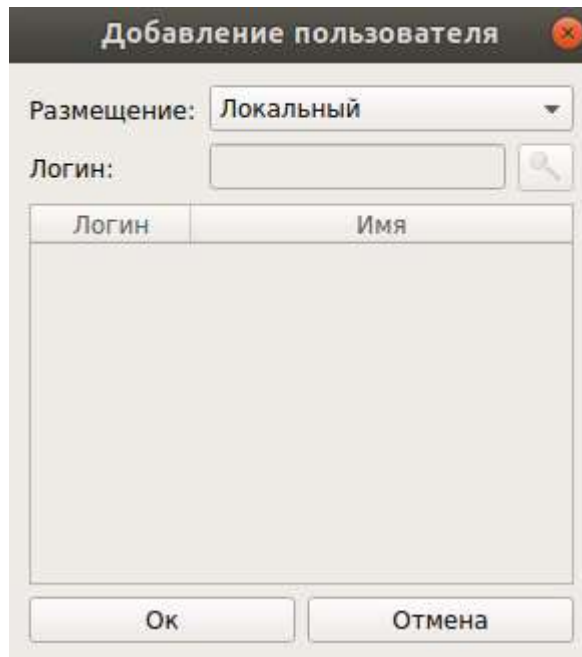 Добавление пользователя
Размещение: Локальный
Логин:
Логин Имя
Ок Отмена